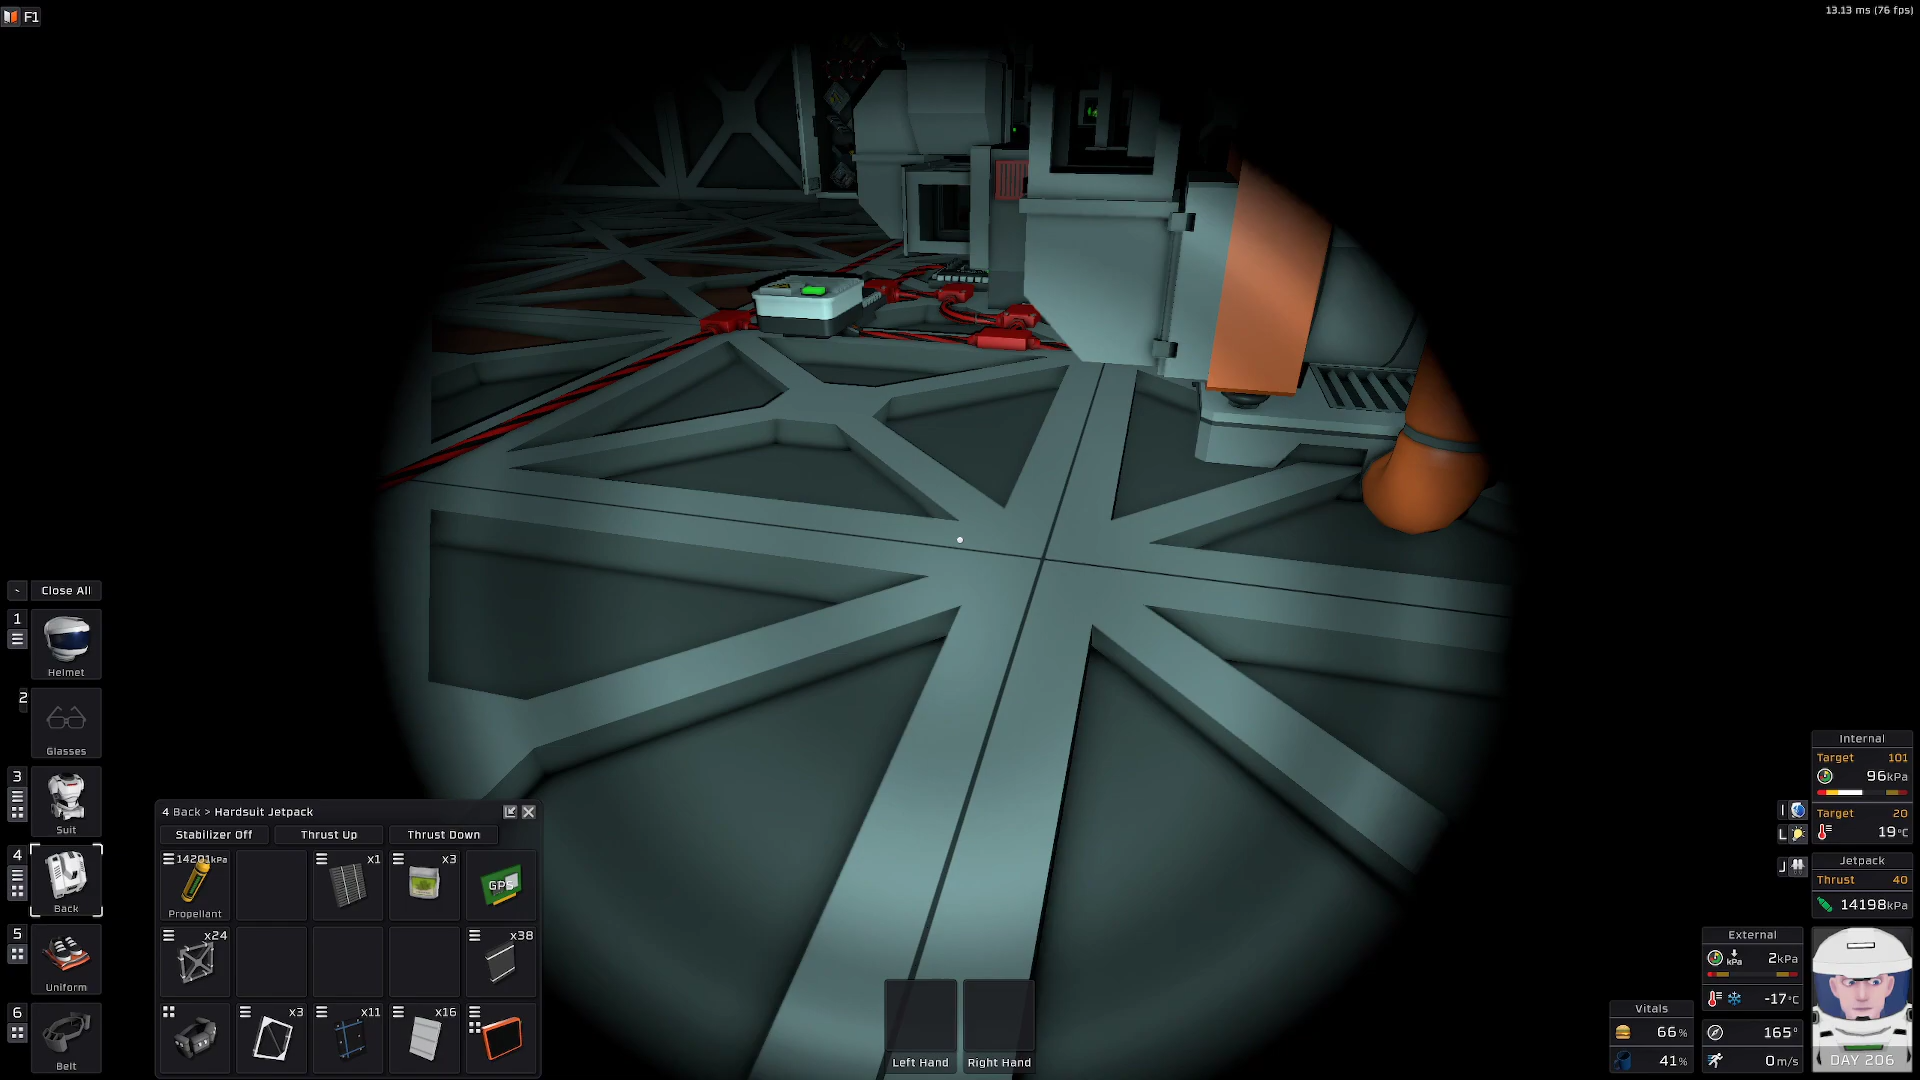 F1
13.13 ms (76 fps)
~ Close All
1
Helmet
2
Glasses
3
Suit
4
Back
5
Uniform
6
Belt
4 Back > Hardsuit Jetpack
Stabilizer Off Thrust Up Thrust Down
14201kPa x1 x3
GPS
Propellant
x24 x38
x3 x11 x16
Left Hand Right Hand
Internal
Target 101
96kPa
Target 20
19°C
I
L
J
Jetpack
Thrust 40
14198kPa
External
kPa 2kPa
-17°C
165°
0m/s
Vitals
66%
41%
DAY 206